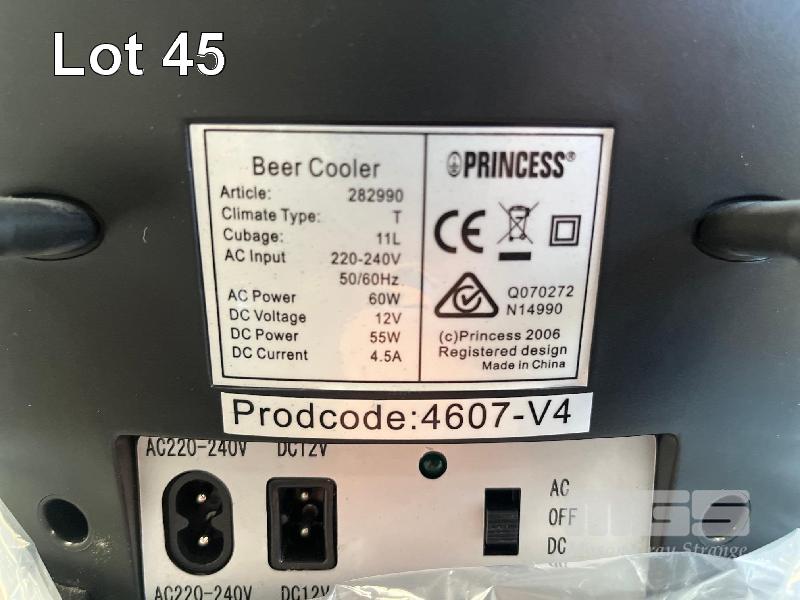 Lot 45
Beer Cooler
Article: 282990
Climate Type: T
Cubage: 11L
AC Input 220-240V
50/60Hz
AC Power 60W
DC Voltage 12V
DC Power 55W
DC Current 4.5A
PRINCESS®
CE
Q070272
N14990
(c)Princess 2006
Registered design
Made in China
Prodcode:4607-V4
AC220-240V DC12V
AC
OFF
DC
AC220-240V DC12V
Strange